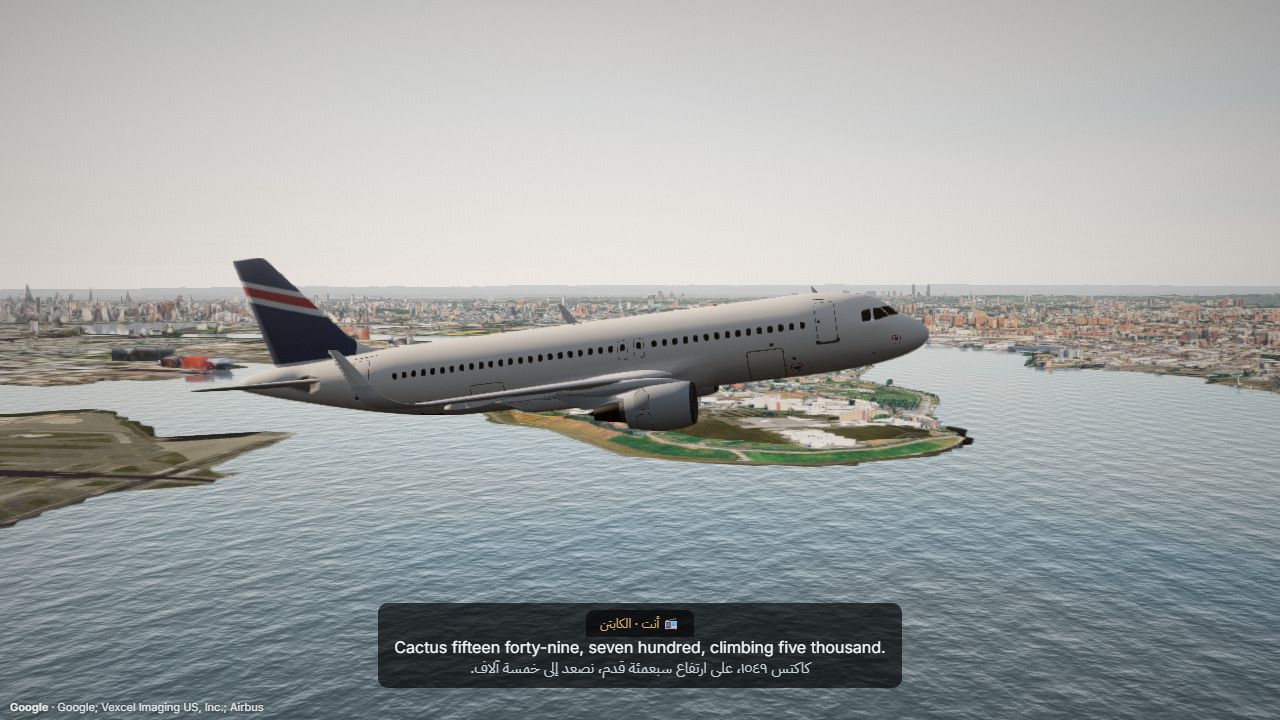 أنت · الكابتن
Cactus fifteen forty-nine, seven hundred, climbing five thousand.
كاكتس ١٥٤٩، على ارتفاع سبعمئة قدم، نصعد إلى خمسة آلاف.
Google · Google; Vexcel Imaging US, Inc.; Airbus